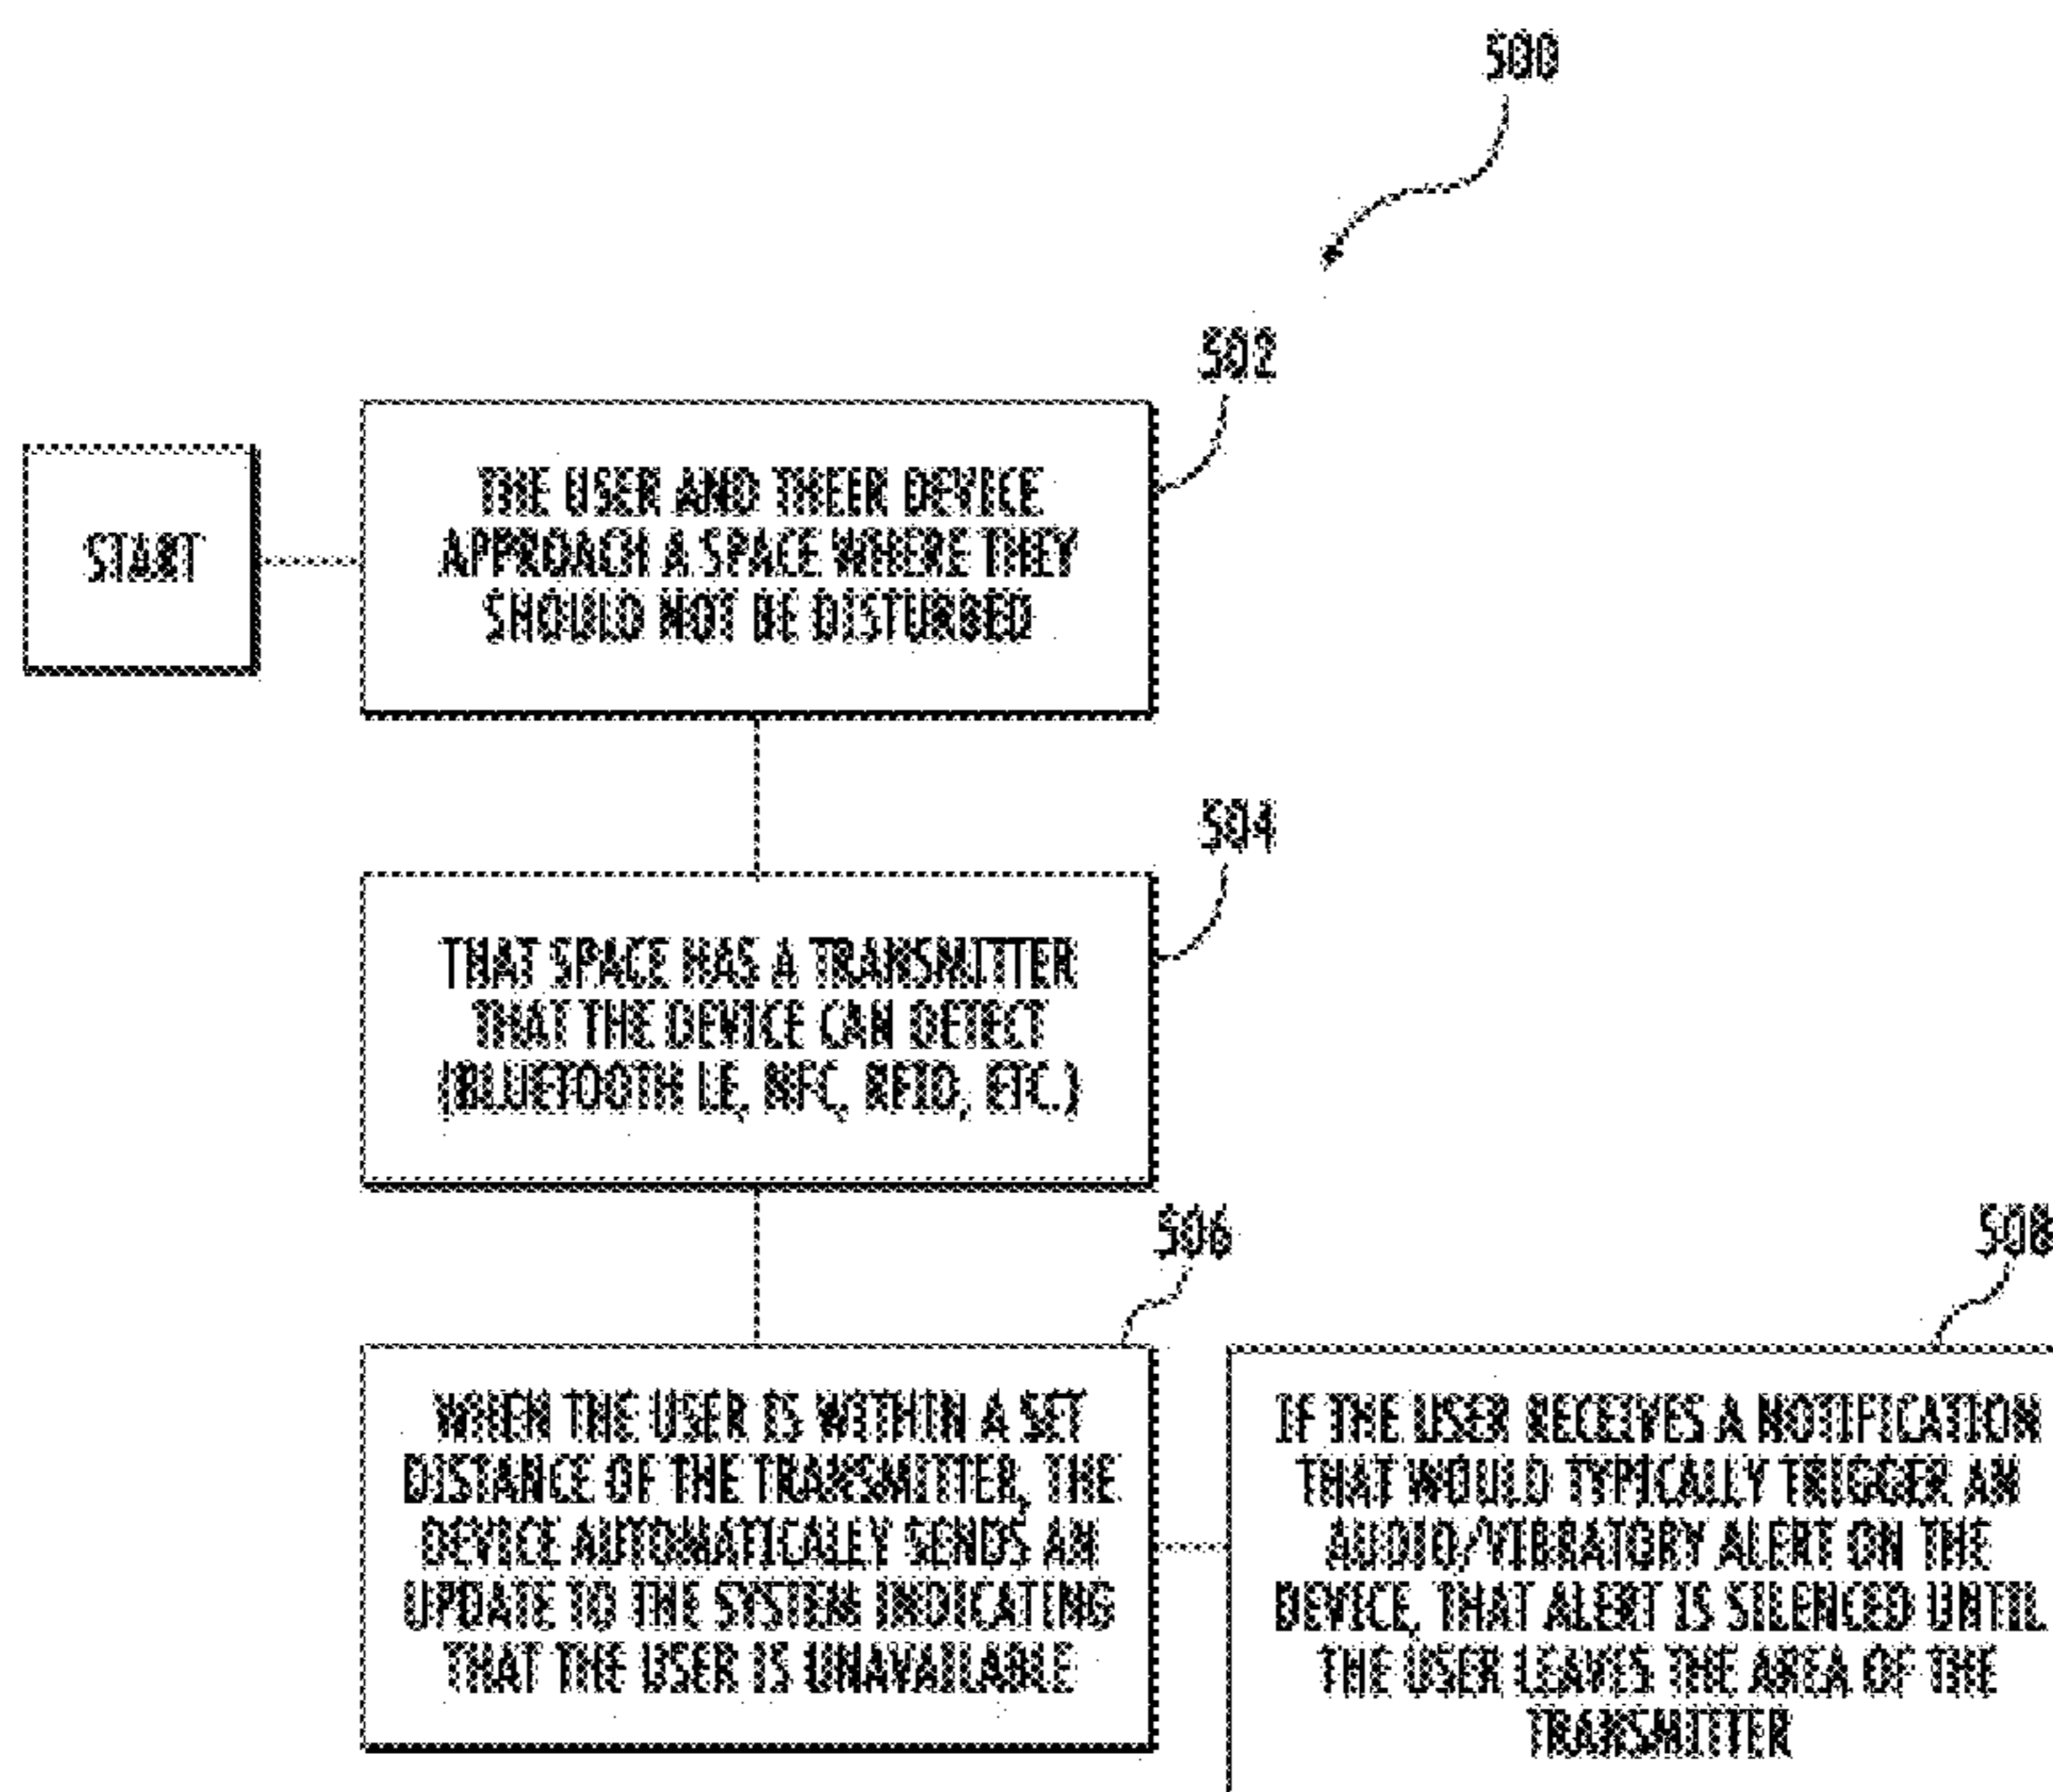 500
502
START
THE USER AND THEIR DEVICE
APPROACH A SPACE WHERE THEY
SHOULD NOT BE DISTURBED
504
THAT SPACE HAS A TRANSMITTER
THAT THE DEVICE CAN DETECT
(BLUETOOTH LE, NFC, RFID, ETC.)
506
WHEN THE USER IS WITHIN A SET
DISTANCE OF THE TRANSMITTER, THE
DEVICE AUTOMATICALLY SENDS AN
UPDATE TO THE SYSTEM INDICATING
THAT THE USER IS UNAVAILABLE
508
IF THE USER RECEIVES A NOTIFICATION
THAT WOULD TYPICALLY TRIGGER AN
AUDIO/VIBRATORY ALERT ON THE
DEVICE, THAT ALERT IS SILENCED UNTIL
THE USER LEAVES THE AREA OF THE
TRANSMITTER